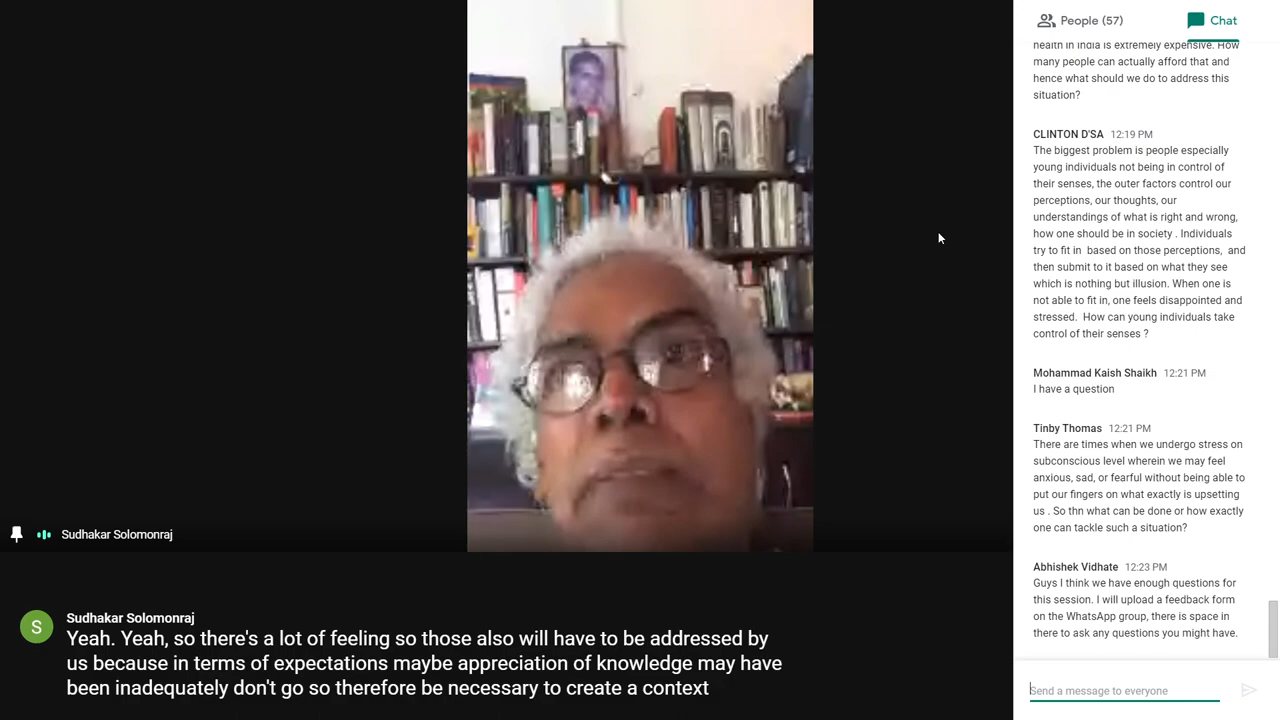 People (57)
Chat
health in India is extremely expensive. How
many people can actually afford that and
hence what should we do to address this
situation?
CLINTON D'SA 12:19 PM
The biggest problem is people especially
young individuals not being in control of
their senses, the outer factors control our
perceptions, our thoughts, our
understandings of what is right and wrong,
how one should be in society . Individuals
try to fit in  based on those perceptions,  and
then submit to it based on what they see
which is nothing but illusion. When one is
not able to fit in, one feels disappointed and
stressed.  How can young individuals take
control of their senses ?
Mohammad Kaish Shaikh 12:21 PM
I have a question
Tinby Thomas 12:21 PM
There are times when we undergo stress on
subconscious level wherein we may feel
anxious, sad, or fearful without being able to
put our fingers on what exactly is upsetting
us . So thn what can be done or how exactly
one can tackle such a situation?
Abhishek Vidhate 12:23 PM
Guys I think we have enough questions for
this session. I will upload a feedback form
on the WhatsApp group, there is space in
there to ask any questions you might have.
Send a message to everyone
Sudhakar Solomonraj
S
Sudhakar Solomonraj
Yeah. Yeah, so there's a lot of feeling so those also will have to be addressed by
us because in terms of expectations maybe appreciation of knowledge may have
been inadequately don't go so therefore be necessary to create a context